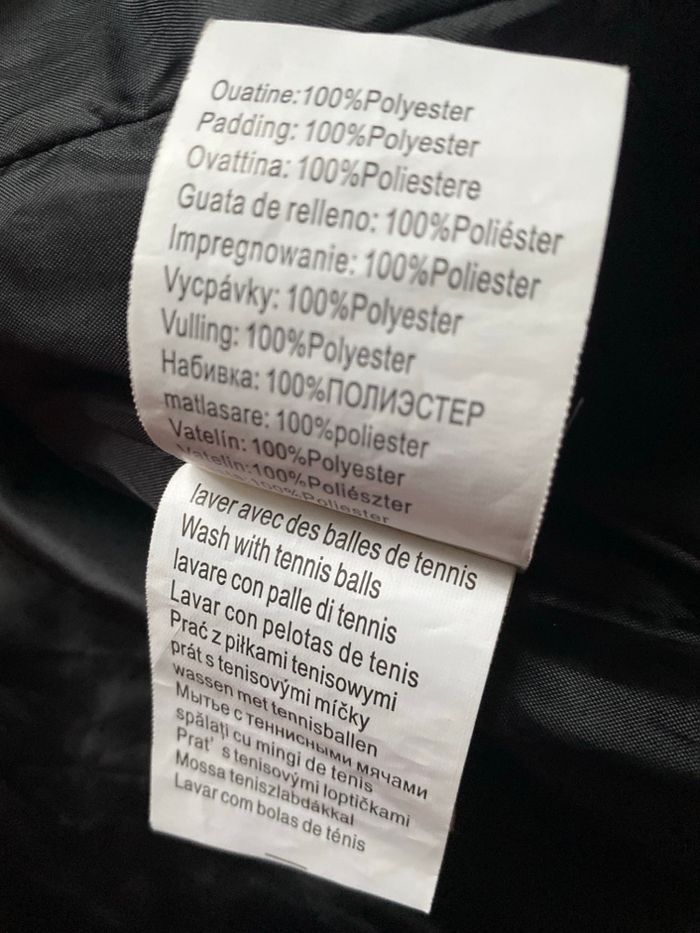 Ouatine:100%Polyester
Padding: 100%Polyester
Ovattina: 100%Poliestere
Guata de relleno: 100%Poliéster
Impregnowanie: 100%Poliester
Vycpávky: 100%Polyester
Vulling: 100%Polyester
Набивка: 100%ПОЛИЭСТЕР
matlasare: 100%poliester
Vatelín: 100%Polyester
Vatelin:100%Poliészter
100%Poliester
laver avec des balles de tennis
Wash with tennis balls
lavare con palle di tennis
Lavar con pelotas de tenis
Prać z piłkami tenisowymi
prát s tenisovými míčky
wassen met tennisballen
Мытье с теннисными мячами
spălați cu mingi de tenis
Prat' s tenisovými loptičkami
Mossa teniszlabdákkal
Lavar com bolas de ténis